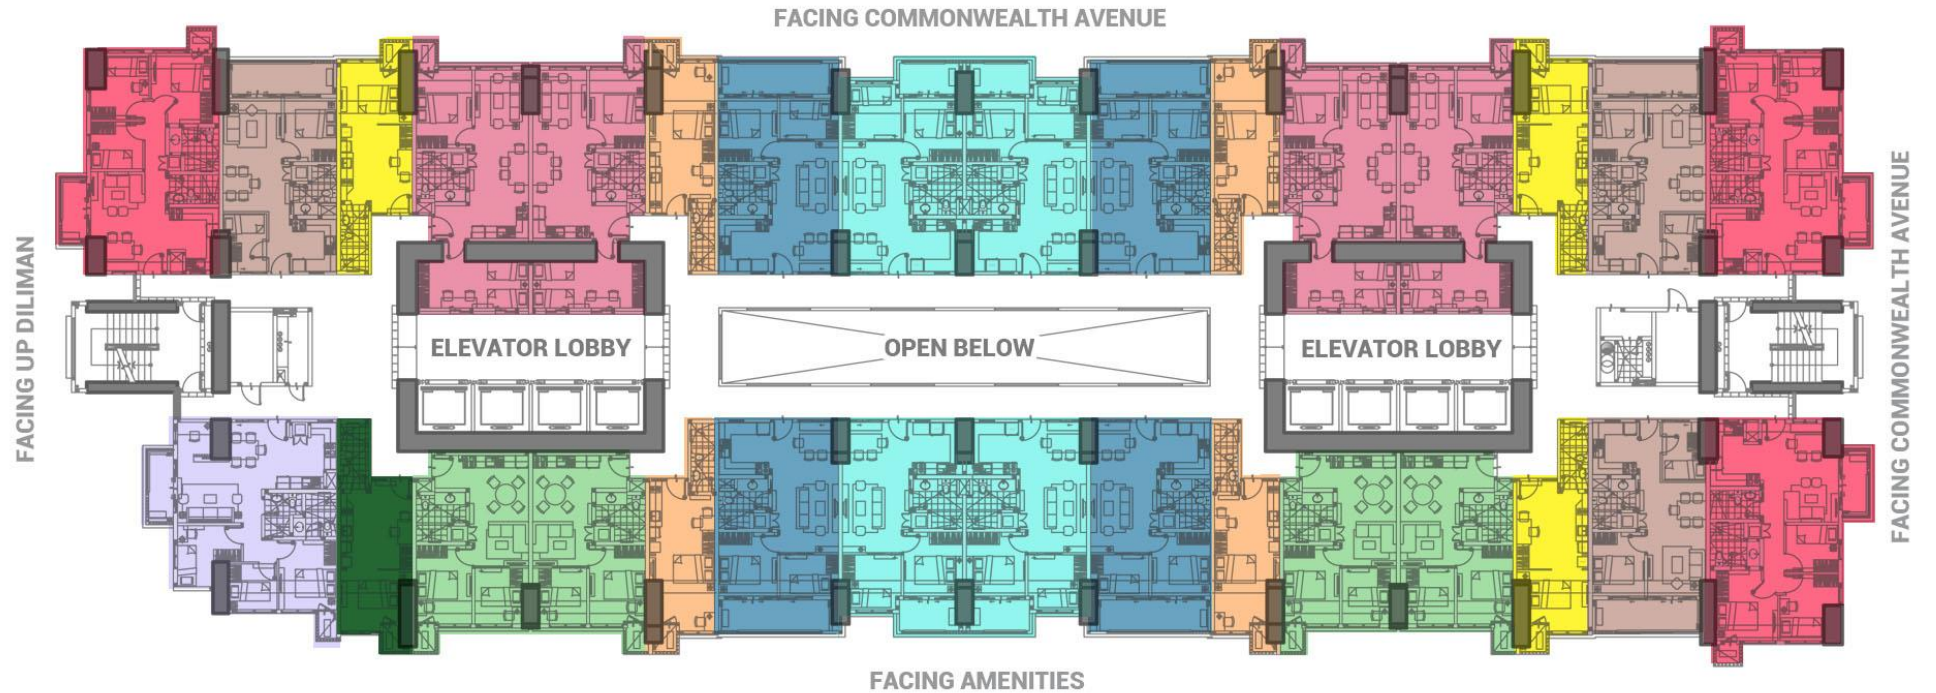 FACING COMMONWEALTH AVENUE
FACING UP DILIMAN
ELEVATOR LOBBY
OPEN BELOW
ELEVATOR LOBBY
FACING COMMONWEALTH AVENUE
FACING AMENITIES